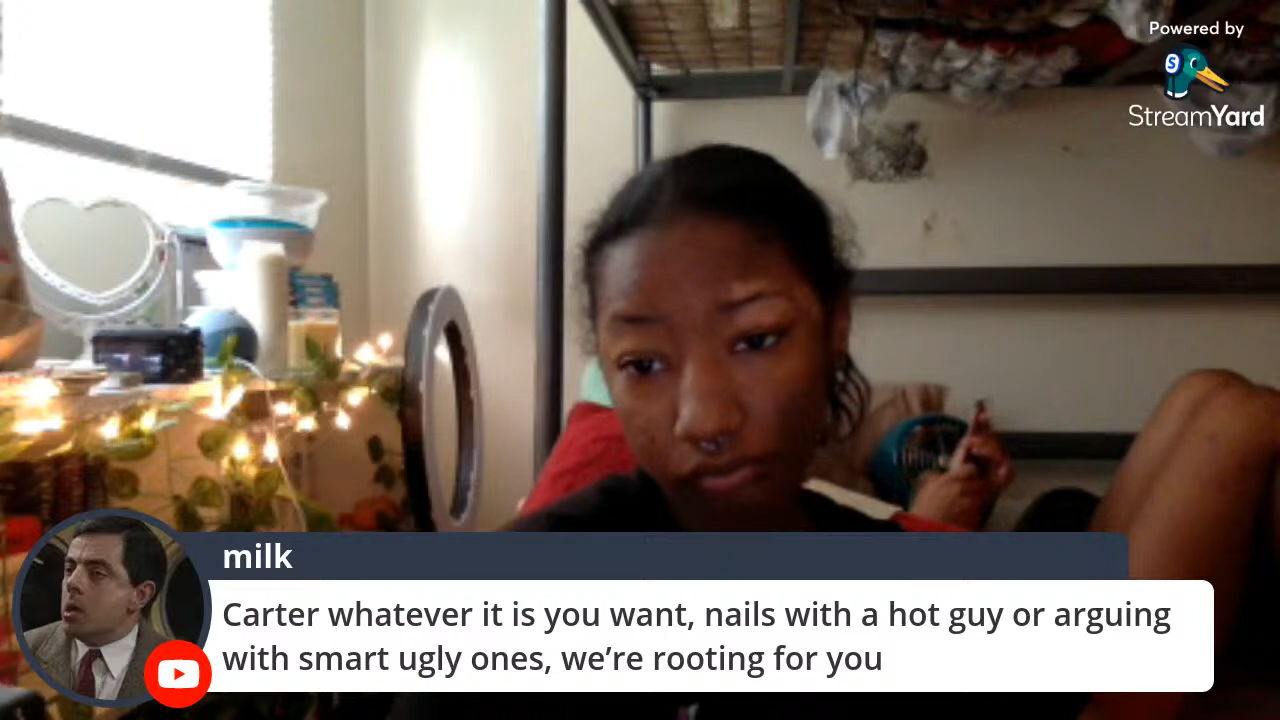 Powered by
StreamYard
milk
Carter whatever it is you want, nails with a hot guy or arguing
with smart ugly ones, we’re rooting for you